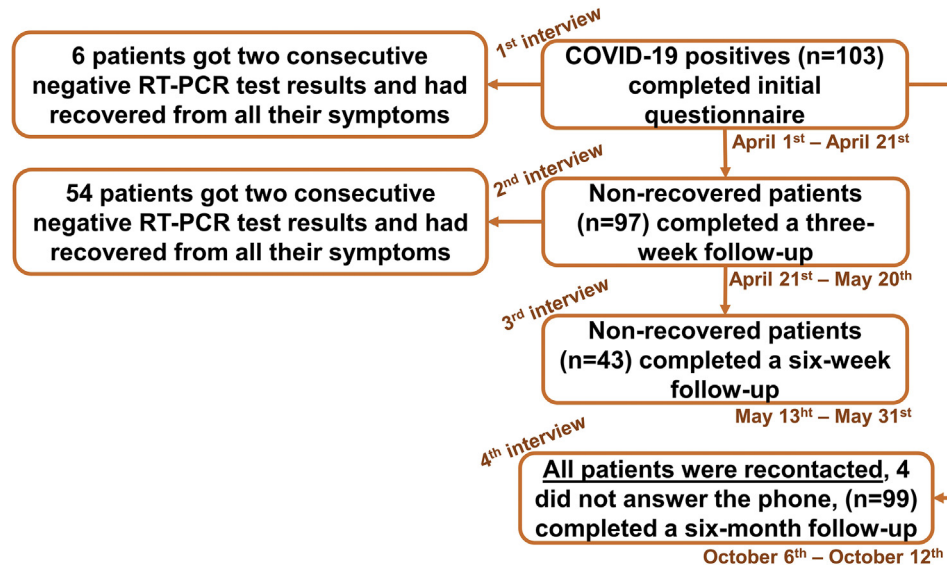 1st interview
6 patients got two consecutive
negative RT-PCR test results and had
recovered from all their symptoms
COVID-19 positives (n=103)
completed initial
questionnaire
April 1st – April 21st
2nd interview
54 patients got two consecutive
negative RT-PCR test results and had
recovered from all their symptoms
Non-recovered patients
(n=97) completed a three-
week follow-up
April 21st – May 20th
3rd interview
Non-recovered patients
(n=43) completed a six-week
follow-up
May 13ht – May 31st
4th interview
All patients were recontacted, 4
did not answer the phone, (n=99)
completed a six-month follow-up
October 6th – October 12th